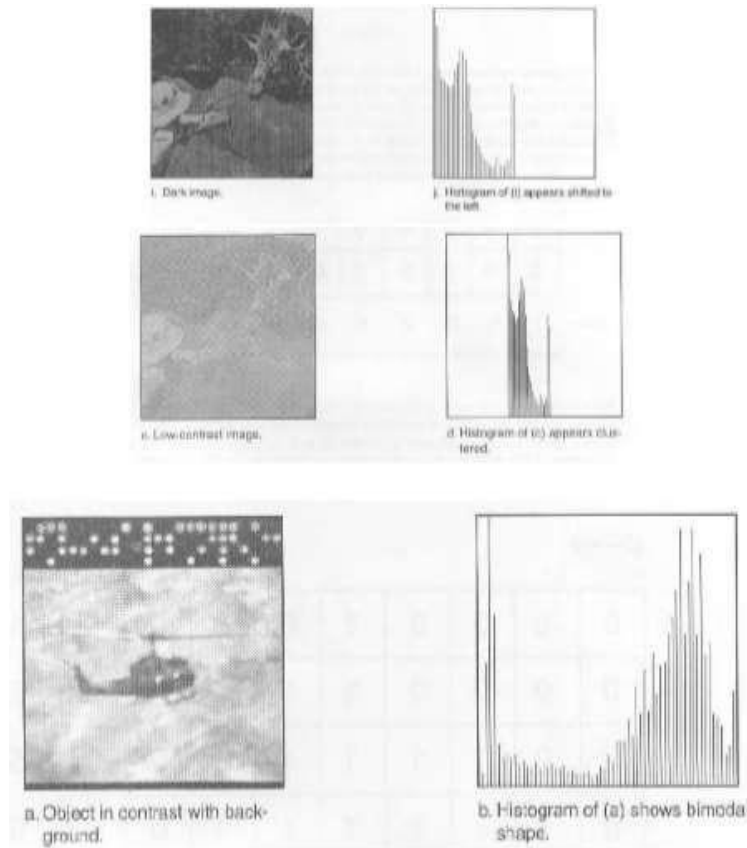 i. Dark image.
j. Histogram of (i) appears shifted to
the left.
c. Low-contrast image.
d. Histogram of (c) appears clus-
tered.
a. Object in contrast with back-
ground.
b. Histogram of (a) shows bimoda
shape.